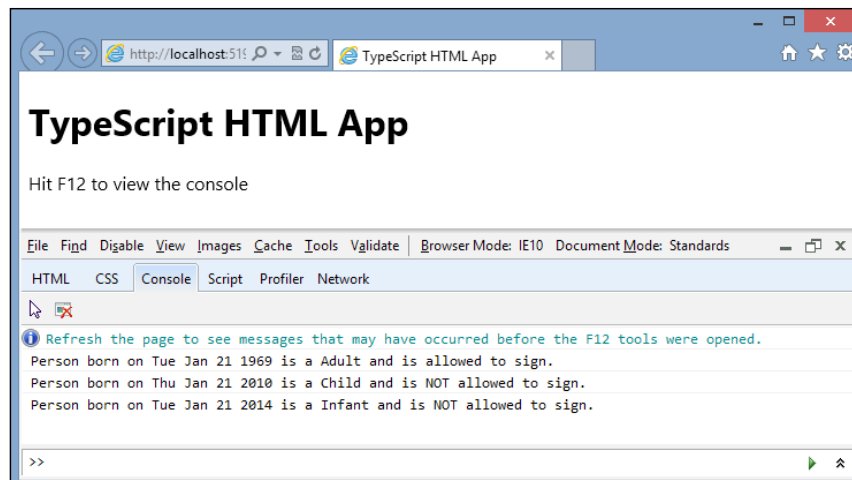 http://localhost:519
TypeScript HTML App
TypeScript HTML App
Hit F12 to view the console
File Find Disable View Images Cache Tools Validate Browser Mode: IE10 Document Mode: Standards
HTML CSS Console Script Profiler Network
Refresh the page to see messages that may have occurred before the F12 tools were opened.
Person born on Tue Jan 21 1969 is a Adult and is allowed to sign.
Person born on Thu Jan 21 2010 is a Child and is NOT allowed to sign.
Person born on Tue Jan 21 2014 is a Infant and is NOT allowed to sign.
>>